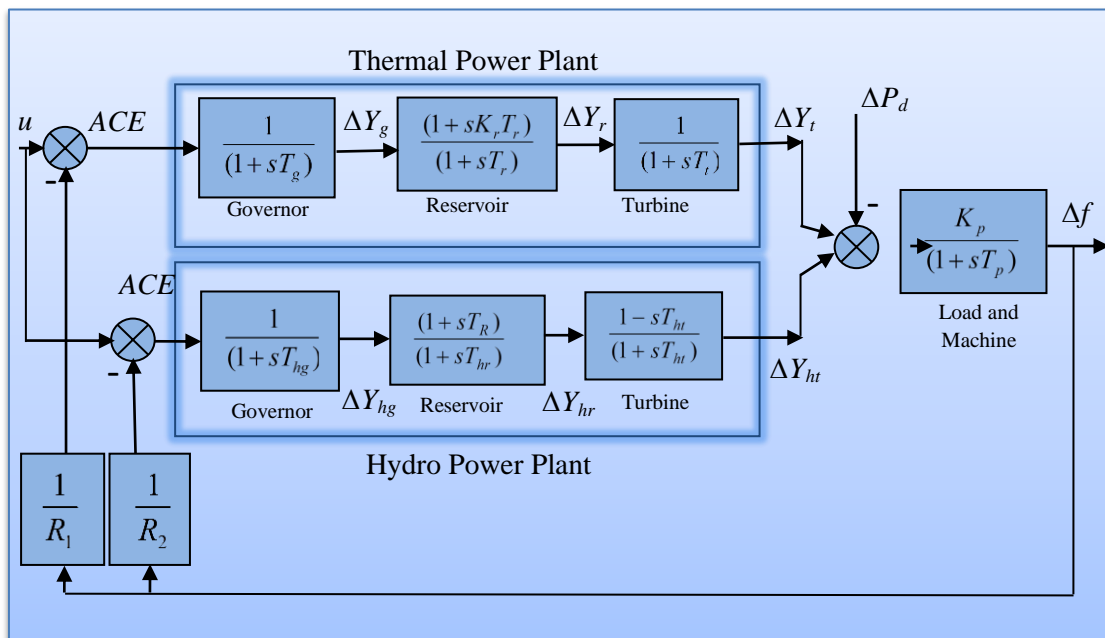 Thermal Power Plant
u
ACE
1
(1 + sT_g)
Governor
ΔY_g
(1 + sK_r T_r)
(1 + sT_r)
Reservoir
ΔY_r
1
(1 + sT_t)
Turbine
ΔY_t
ΔP_d
-
-
K_p
(1 + sT_p)
Load and
Machine
Δf
ACE
-
1
(1 + sT_hg)
Governor
ΔY_hg
(1 + sT_R)
(1 + sT_hr)
Reservoir
ΔY_hr
1 − sT_ht
(1 + sT_ht)
Turbine
ΔY_ht
Hydro Power Plant
1
R_1
1
R_2